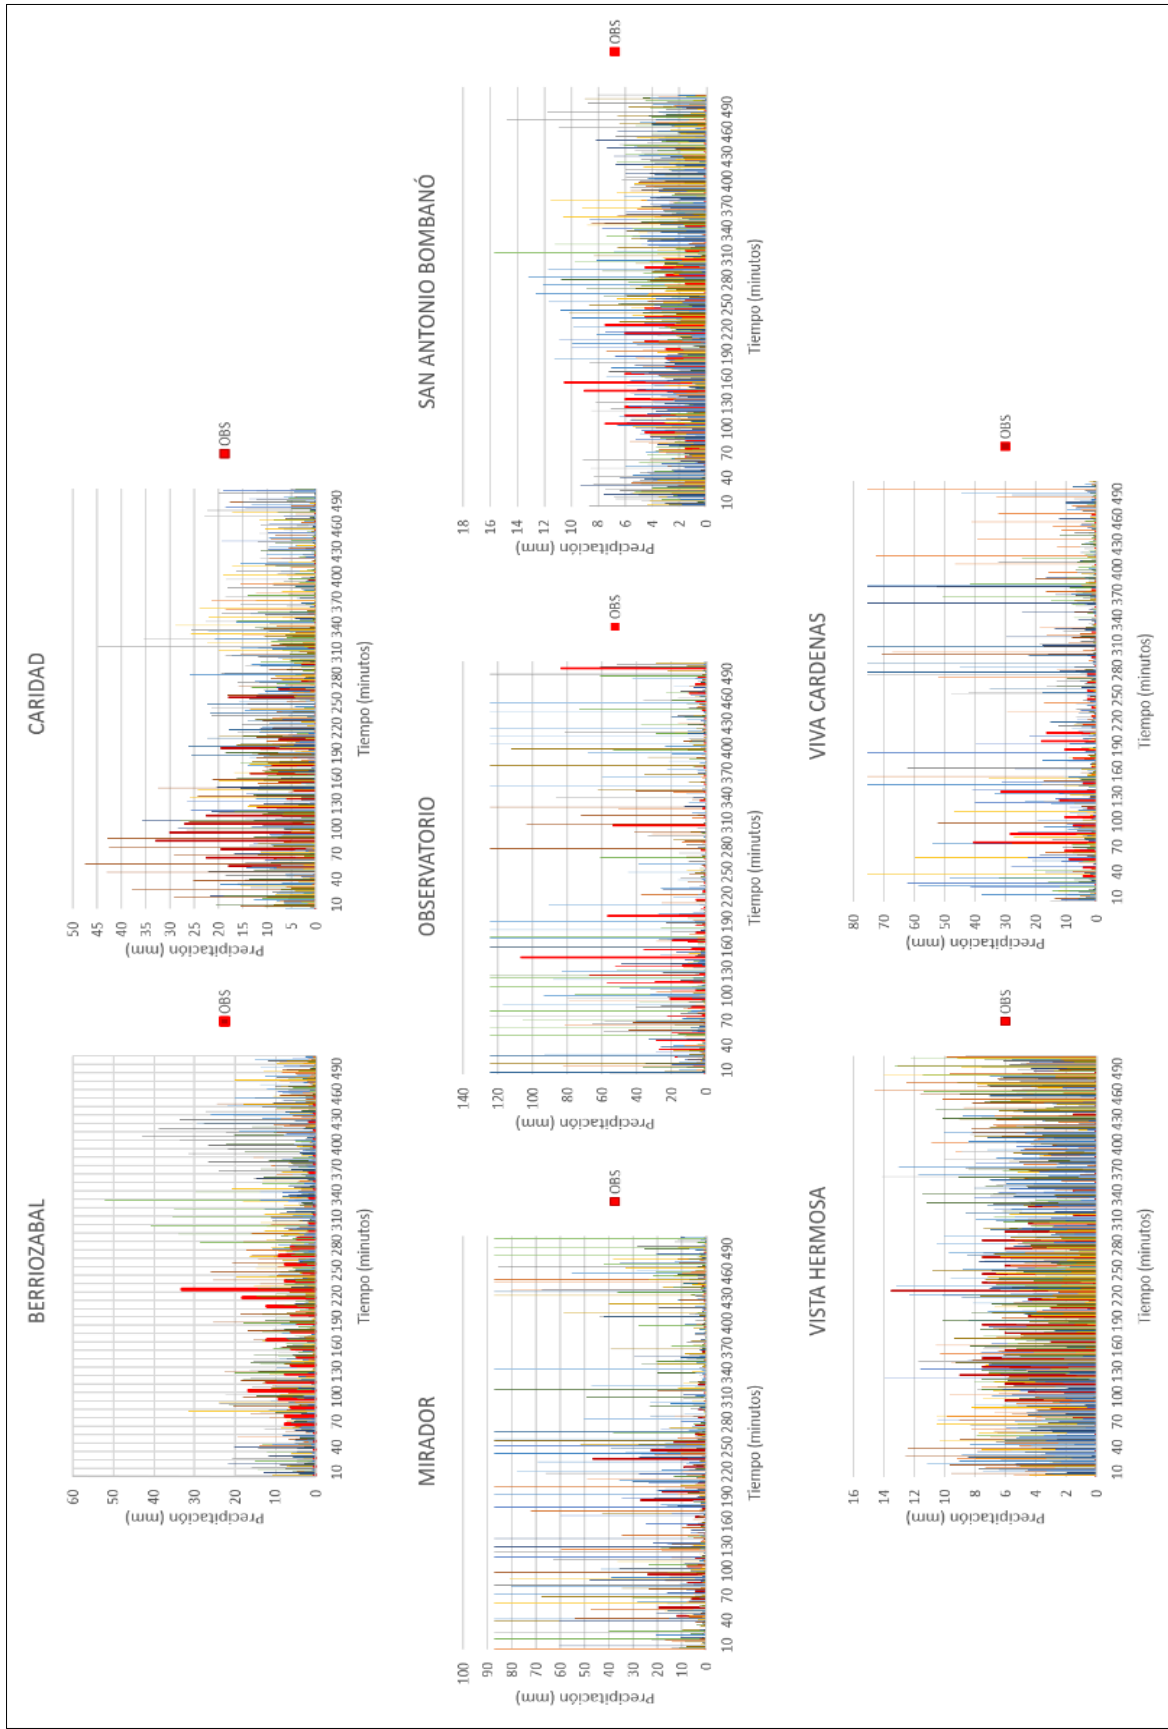 BERRIOZABAL
Precipitación (mm)
60
50
40
30
20
10
0
10 40 70 100 130 160 190 220 250 280 310 340 370 400 430 460 490
Tiempo (minutos)
OBS
CARIDAD
Precipitación (mm)
50
45
40
35
30
25
20
15
10
5
0
10 40 70 100 130 160 190 220 250 280 310 340 370 400 430 460 490
Tiempo (minutos)
OBS
MIRADOR
Precipitación (mm)
100
90
80
70
60
50
40
30
20
10
0
10 40 70 100 130 160 190 220 250 280 310 340 370 400 430 460 490
Tiempo (minutos)
OBS
OBSERVATORIO
Precipitación (mm)
140
120
100
80
60
40
20
0
10 40 70 100 130 160 190 220 250 280 310 340 370 400 430 460 490
Tiempo (minutos)
OBS
SAN ANTONIO BOMBANÓ
Precipitación (mm)
18
16
14
12
10
8
6
4
2
0
10 40 70 100 130 160 190 220 250 280 310 340 370 400 430 460 490
Tiempo (minutos)
OBS
VISTA HERMOSA
Precipitación (mm)
16
14
12
10
8
6
4
2
0
10 40 70 100 130 160 190 220 250 280 310 340 370 400 430 460 490
Tiempo (minutos)
OBS
VIVA CARDENAS
Precipitación (mm)
80
70
60
50
40
30
20
10
0
10 40 70 100 130 160 190 220 250 280 310 340 370 400 430 460 490
Tiempo (minutos)
OBS